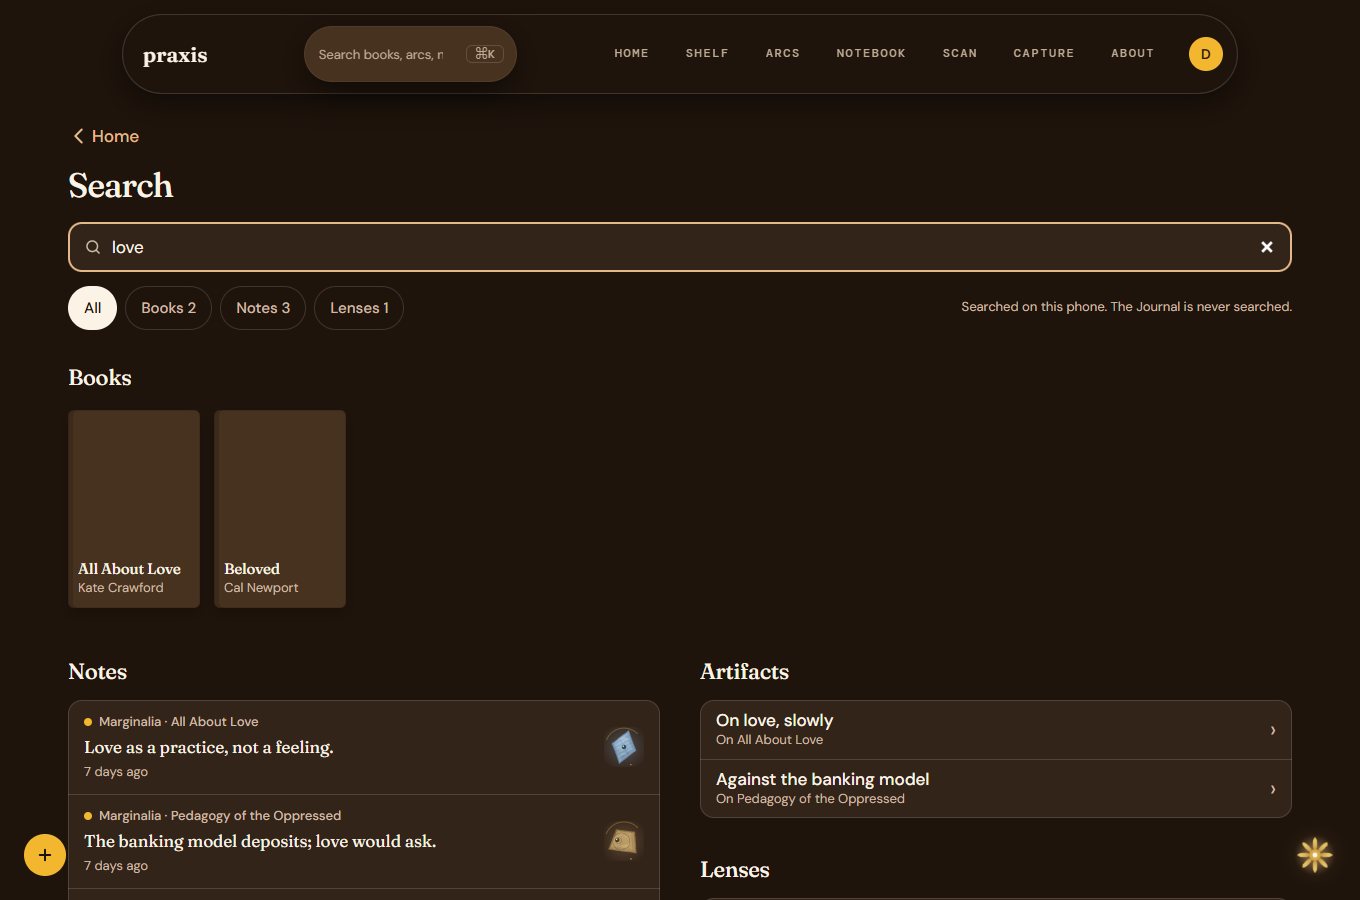 praxis
Search books, arcs, n
⌘K
HOME
SHELF
ARCS
NOTEBOOK
SCAN
CAPTURE
ABOUT
D
Home
Search
love
All
Books 2
Notes 3
Lenses 1
Searched on this phone. The Journal is never searched.
Books
All About Love
Kate Crawford
Beloved
Cal Newport
Notes
Marginalia · All About Love
Love as a practice, not a feeling.
7 days ago
Marginalia · Pedagogy of the Oppressed
The banking model deposits; love would ask.
7 days ago
Artifacts
On love, slowly
On All About Love
Against the banking model
On Pedagogy of the Oppressed
Lenses